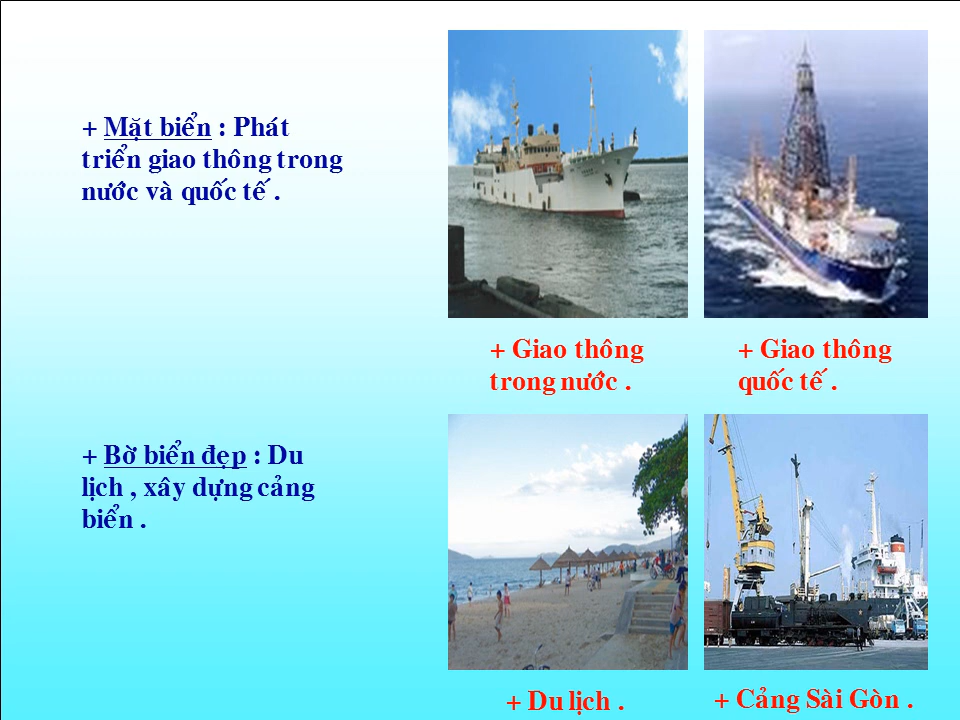 + Mặt biển : Phát
triển giao thông trong
nước và quốc tế .
+ Giao thông
trong nước .
+ Giao thông
quốc tế .
+ Bờ biển đẹp : Du
lịch , xây dựng cảng
biển .
+ Du lịch .
+ Cảng Sài Gòn .